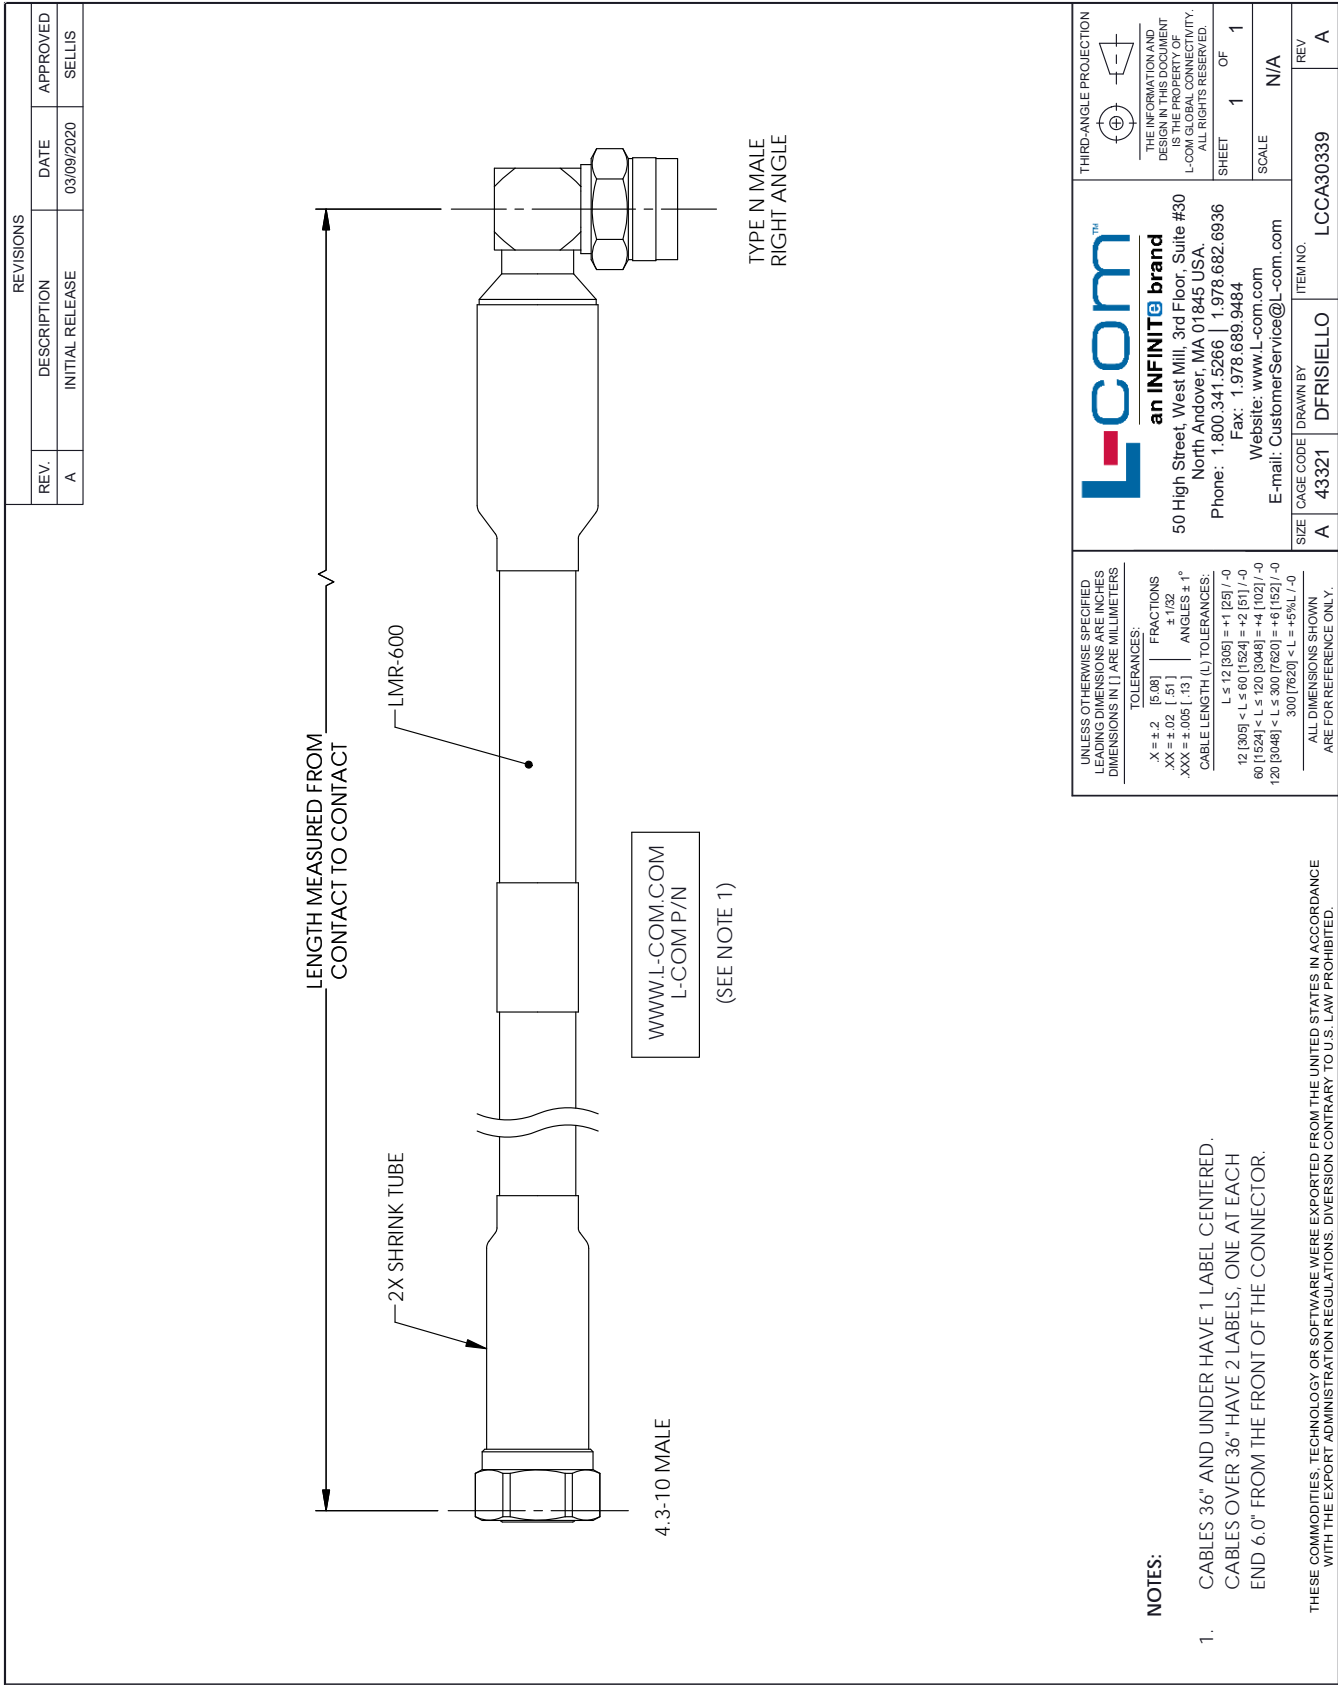 REVISIONS
REV. DESCRIPTION DATE APPROVED
A INITIAL RELEASE 03/09/2020 SELLIS
LENGTH MEASURED FROM
CONTACT TO CONTACT
2X SHRINK TUBE
LMR-600
4.3-10 MALE
WWW.L-COM.COM
L-COM P/N
(SEE NOTE 1)
TYPE N MALE
RIGHT ANGLE
NOTES:
1. CABLES 36" AND UNDER HAVE 1 LABEL CENTERED.
CABLES OVER 36" HAVE 2 LABELS, ONE AT EACH
END 6.0" FROM THE FRONT OF THE CONNECTOR.
THESE COMMODITIES, TECHNOLOGY OR SOFTWARE WERE EXPORTED FROM THE UNITED STATES IN ACCORDANCE
WITH THE EXPORT ADMINISTRATION REGULATIONS. DIVERSION CONTRARY TO U.S. LAW PROHIBITED.
UNLESS OTHERWISE SPECIFIED
LEADING DIMENSIONS ARE INCHES
DIMENSIONS IN [ ] ARE MILLIMETERS
TOLERANCES:
.X = ±.2 [5.08] FRACTIONS
.XX = ±.02 [.51] ± 1/32
.XXX = ±.005 [.13] ANGLES ± 1°
CABLE LENGTH (L) TOLERANCES:
L ≤ 12 [305] = +1 [25] / -0
12 [305] < L ≤ 60 [1524] = +2 [51] / -0
60 [1524] < L ≤ 120 [3048] = +4 [102] / -0
120 [3048] < L ≤ 300 [7620] = +6 [152] / -0
300 [7620] < L = +5%L / -0
ALL DIMENSIONS SHOWN
ARE FOR REFERENCE ONLY.
L-com™
an INFINITe brand
50 High Street, West Mill, 3rd Floor, Suite #30
North Andover, MA 01845 USA.
Phone: 1.800.341.5266 | 1.978.682.6936
Fax: 1.978.689.9484
Website: www.L-com.com
E-mail: CustomerService@L-com.com
THIRD-ANGLE PROJECTION
THE INFORMATION AND
DESIGN IN THIS DOCUMENT
IS THE PROPERTY OF
L-COM GLOBAL CONNECTIVITY.
ALL RIGHTS RESERVED.
SHEET 1 OF 1
SCALE N/A
SIZE A
CAGE CODE 43321
DRAWN BY DFRISIELLO
ITEM NO. LCCA30339
REV A